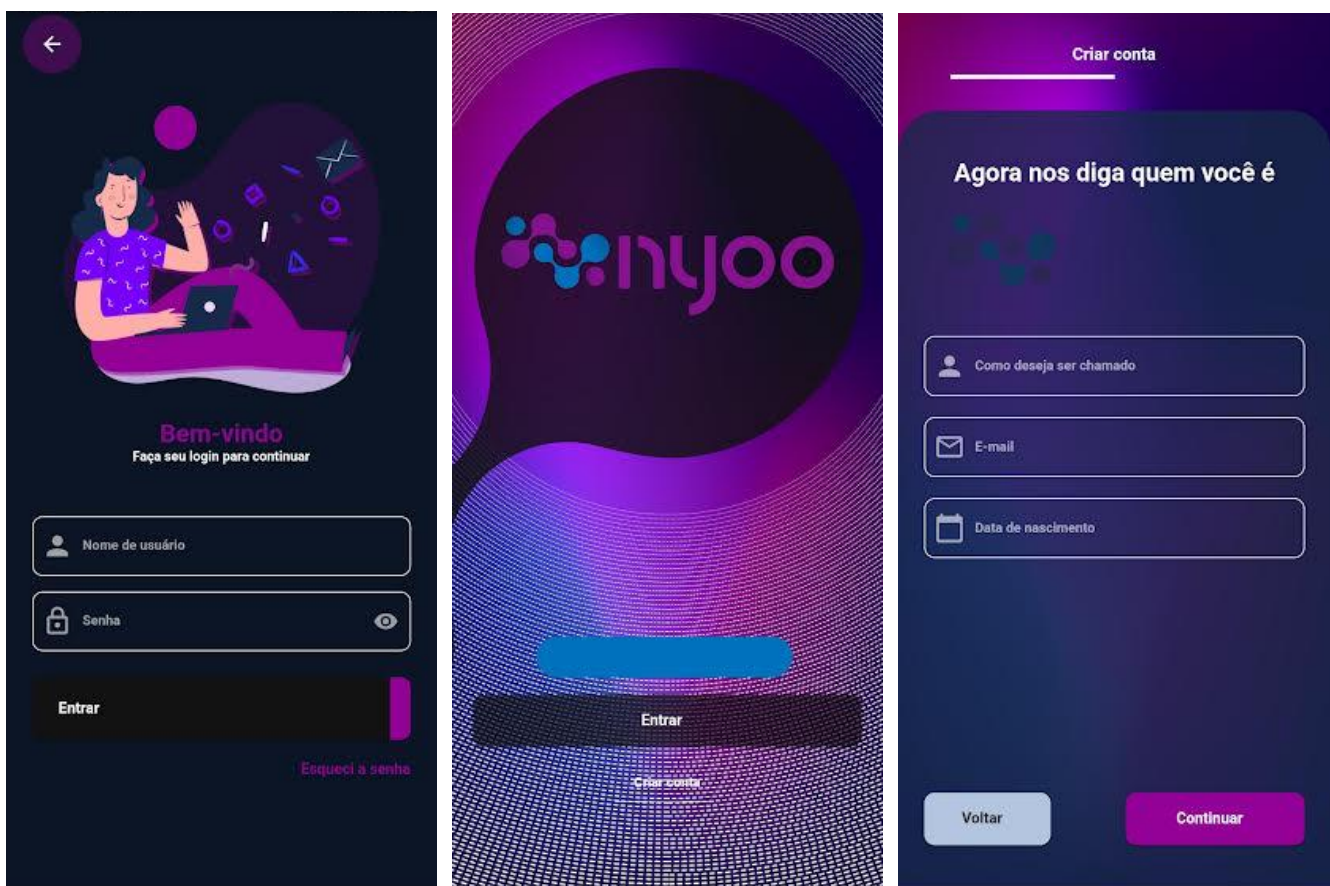 Bem-vindo
Faça seu login para continuar
Nome de usuário
Senha
Entrar
Esqueci a senha
nyoo
Entrar
Criar conta
Criar conta
Agora nos diga quem você é
Como deseja ser chamado
E-mail
Data de nascimento
Voltar
Continuar